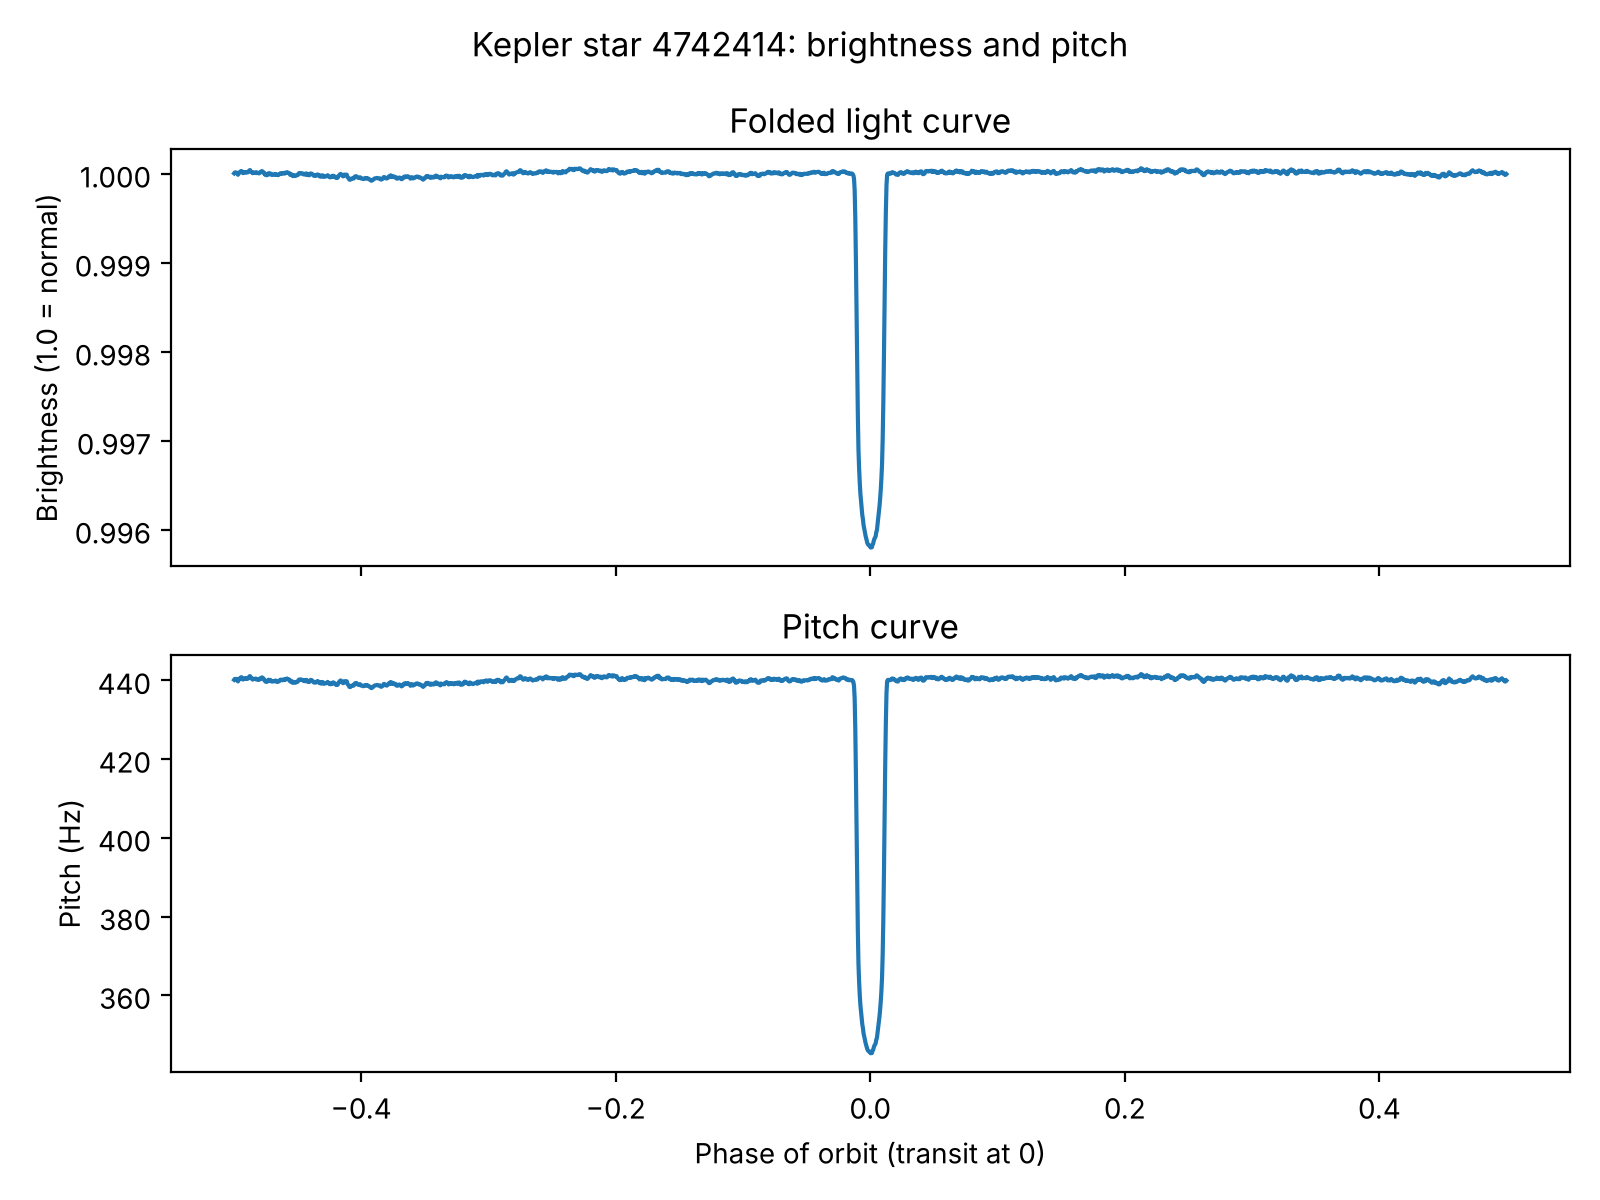 Kepler star 4742414: brightness and pitch
Folded light curve
Brightness (1.0 = normal)
1.000
0.999
0.998
0.997
0.996
Pitch curve
Pitch (Hz)
440
420
400
380
360
−0.4
−0.2
0.0
0.2
0.4
Phase of orbit (transit at 0)